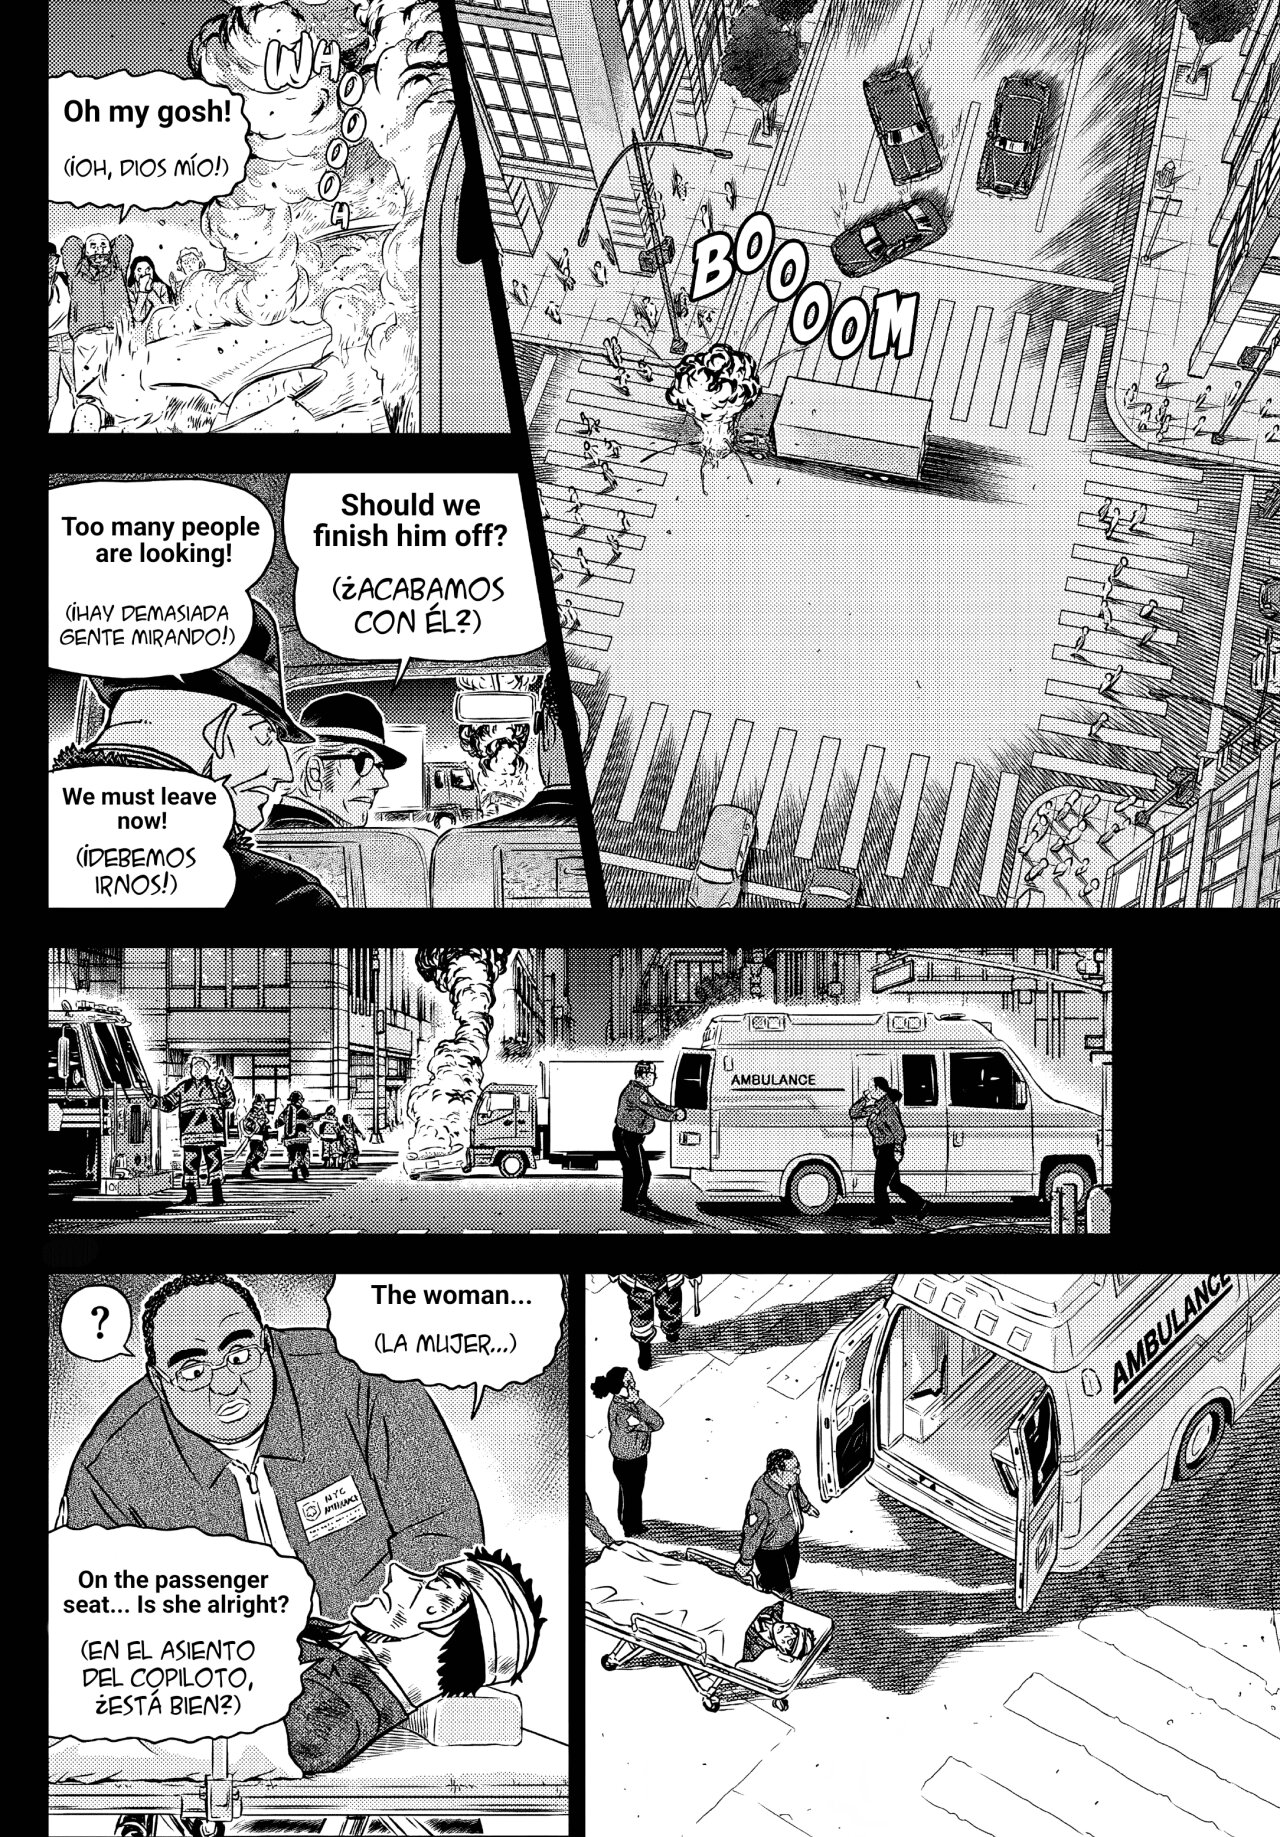 BOOOOM
WHOOOOOH
Oh my gosh!
(¡OH, DIOS MÍO!)
Should we
finish him off?
(¿ACABAMOS
CON ÉL?)
Too many people
are looking!
(¡HAY DEMASIADA
GENTE MIRANDO!)
We must leave
now!
(¡DEBEMOS
IRNOS!)
AMBULANCE
AMBULANCE
The woman...
(LA MUJER...)
?
NYC
On the passenger
seat... Is she alright?
(EN EL ASIENTO
DEL COPILOTO,
¿ESTÁ BIEN?)